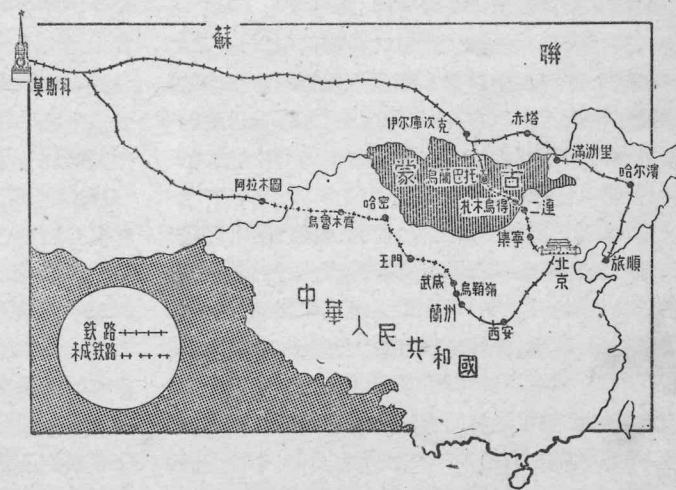 蘇聯
莫斯科
伊尔庫次克
赤塔
滿洲里
哈尔濱
蒙古
烏蘭巴托
扎木烏得
二連
集寧
北京
旅順
阿拉木圖
烏魯木齊
哈密
玉門
武威
烏鞘嶺
蘭州
西安
中華人民共和國
鉄路
未成鉄路